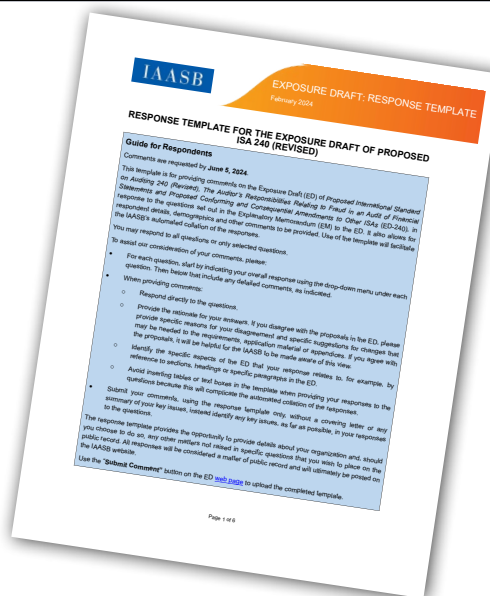 IAASB
EXPOSURE DRAFT: RESPONSE TEMPLATE
February 2024
RESPONSE TEMPLATE FOR THE EXPOSURE DRAFT OF PROPOSED
ISA 240 (REVISED)
Guide for Respondents
Comments are requested by June 5, 2024.
This template is for providing comments on the Exposure Draft (ED) of Proposed International Standard
on Auditing 240 (Revised), The Auditor's Responsibilities Relating to Fraud in an Audit of Financial
Statements and Proposed Conforming and Consequential Amendments to Other ISAs (ED-240), in
response to the questions set out in the Explanatory Memorandum (EM) to the ED. It also allows for
respondent details, demographics and other comments to be provided. Use of the template will facilitate
the IAASB's automated collation of the responses.
You may respond to all questions or only selected questions.
To assist our consideration of your comments, please:
• For each question, start by indicating your overall response using the drop-down menu under each
question. Then below that include any detailed comments, as indicated.
• When providing comments:
○ Respond directly to the questions.
○ Provide the rationale for your answers. If you disagree with the proposals in the ED, please
provide specific reasons for your disagreement and specific suggestions for changes that
may be needed to the requirements, application material or appendices. If you agree with
the proposals, it will be helpful for the IAASB to be made aware of this view.
○ Identify the specific aspects of the ED that your response relates to, for example, by
reference to sections, headings or specific paragraphs in the ED.
○ Avoid inserting tables or text boxes in the template when providing your responses to the
questions because this will complicate the automated collation of the responses.
• Submit your comments, using the response template only, without a covering letter or any
summary of your key issues, instead identify any key issues, as far as possible, in your responses
to the questions.
The response template provides the opportunity to provide details about your organization and, should
you choose to do so, any other matters not raised in specific questions that you wish to place on the
public record. All responses will be considered a matter of public record and will ultimately be posted on
the IAASB website.
Use the "Submit Comment" button on the ED web page to upload the completed template.
Page 1 of 8